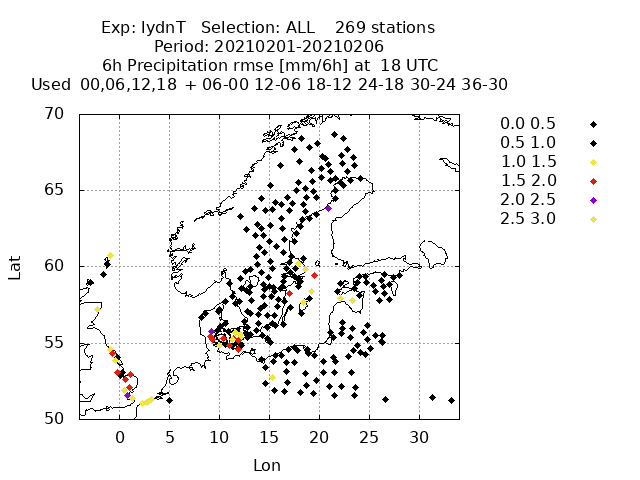 Exp: IydnT   Selection: ALL    269 stations
Period: 20210201-20210206
6h Precipitation rmse [mm/6h] at  18 UTC
Used  00,06,12,18  + 06-00 12-06 18-12 24-18 30-24 36-30
0.0 0.5
0.5 1.0
1.0 1.5
1.5 2.0
2.0 2.5
2.5 3.0
Lat
70
65
60
55
50
0 5 10 15 20 25 30
Lon